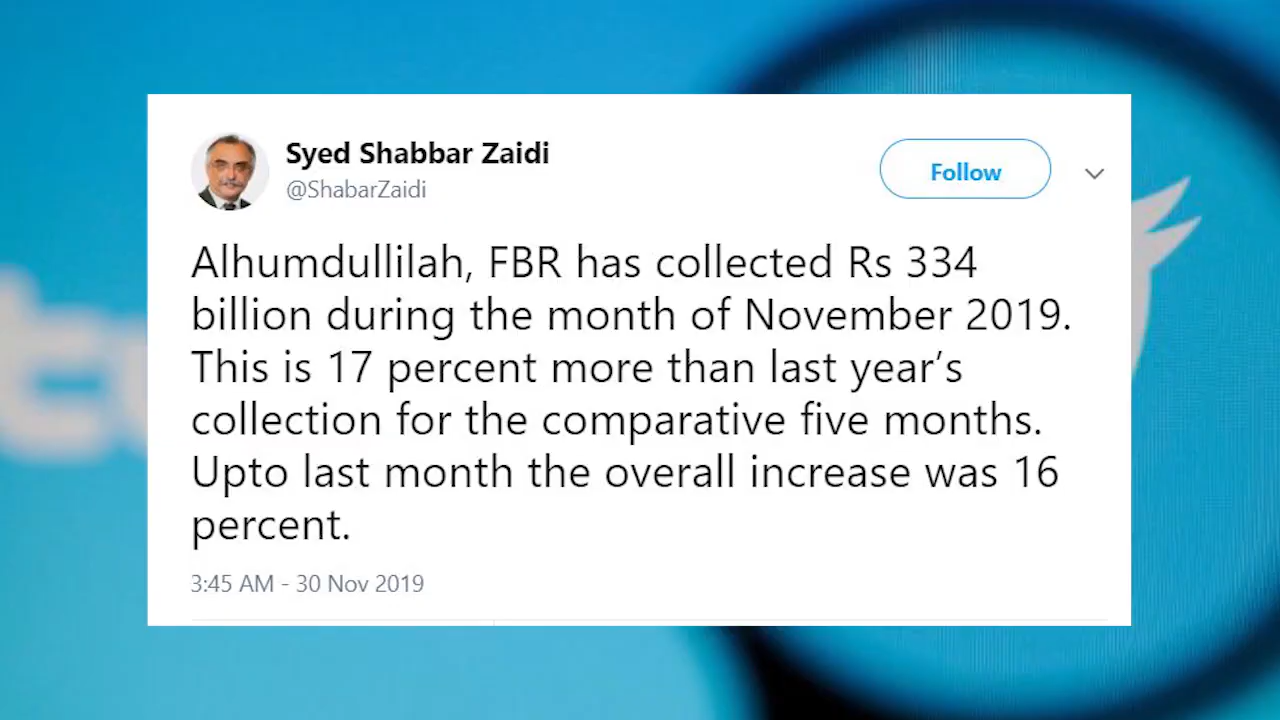 Syed Shabbar Zaidi
@ShabarZaidi
Follow
Alhumdullilah, FBR has collected Rs 334
billion during the month of November 2019.
This is 17 percent more than last year’s
collection for the comparative five months.
Upto last month the overall increase was 16
percent.
3:45 AM - 30 Nov 2019